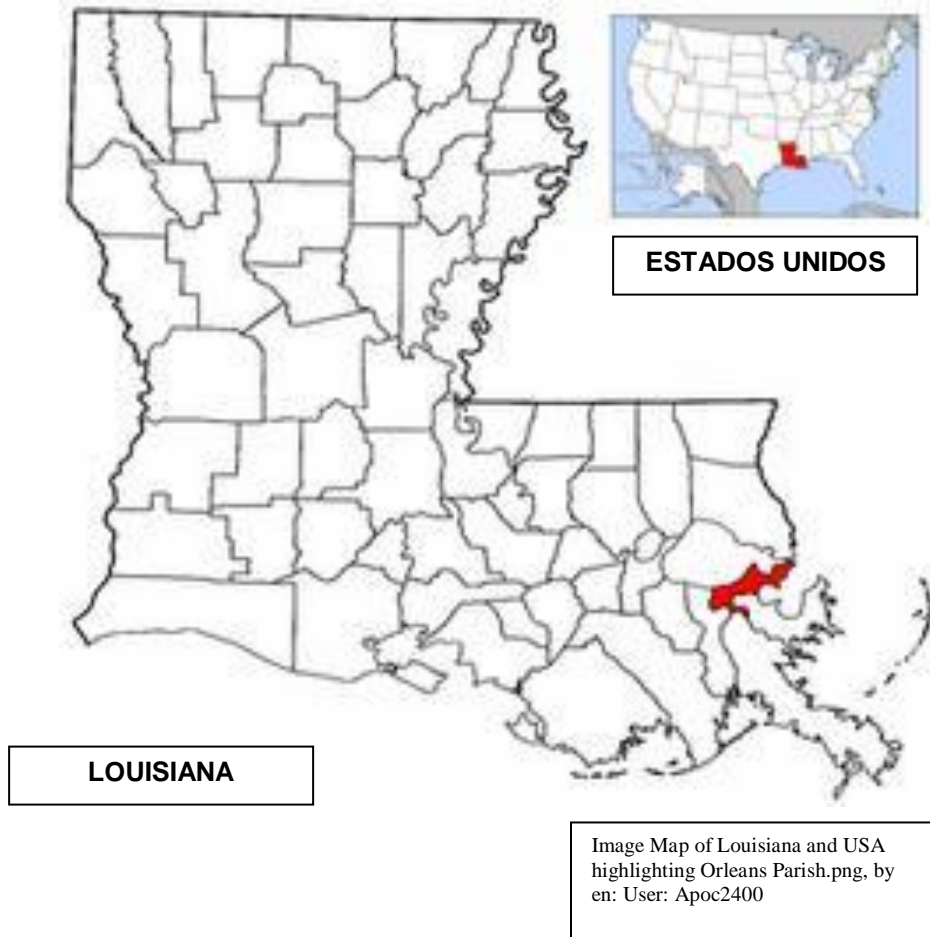 ESTADOS UNIDOS
LOUISIANA
Image Map of Louisiana and USA
highlighting Orleans Parish.png, by
en: User: Apoc2400